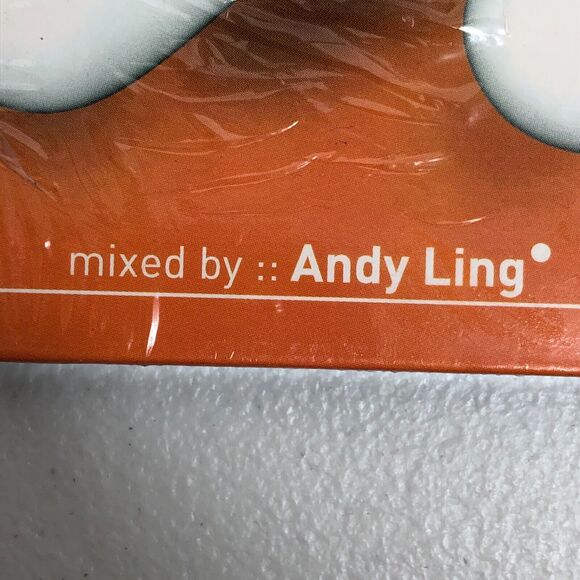 mixed by :: Andy Ling